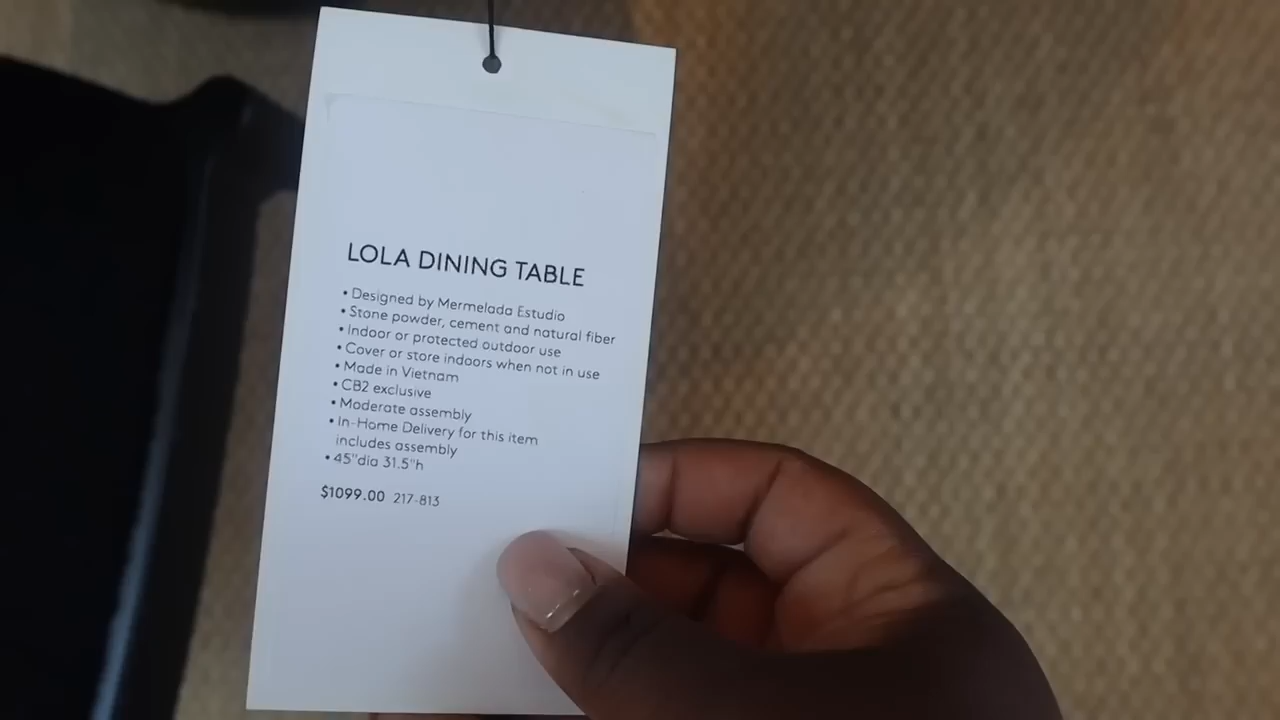 LOLA DINING TABLE
• Designed by Mermelada Estudio
• Stone powder, cement and natural fiber
• Indoor or protected outdoor use
• Cover or store indoors when not in use
• Made in Vietnam
• CB2 exclusive
• Moderate assembly
• In-Home Delivery for this item
includes assembly
• 45"dia 31.5"h
$1099.00 217-813